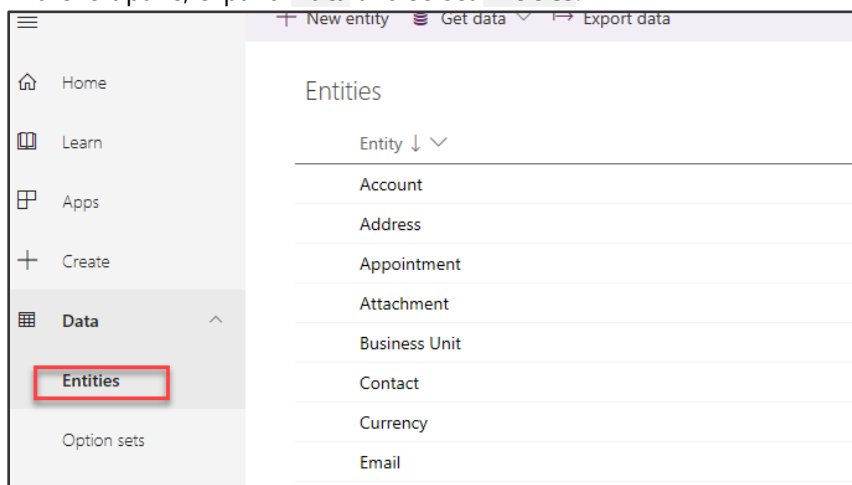 New entity Get data Export data
Home
Learn
Apps
Create
Data
Entities
Option sets
Entities
Entity
Account
Address
Appointment
Attachment
Business Unit
Contact
Currency
Email